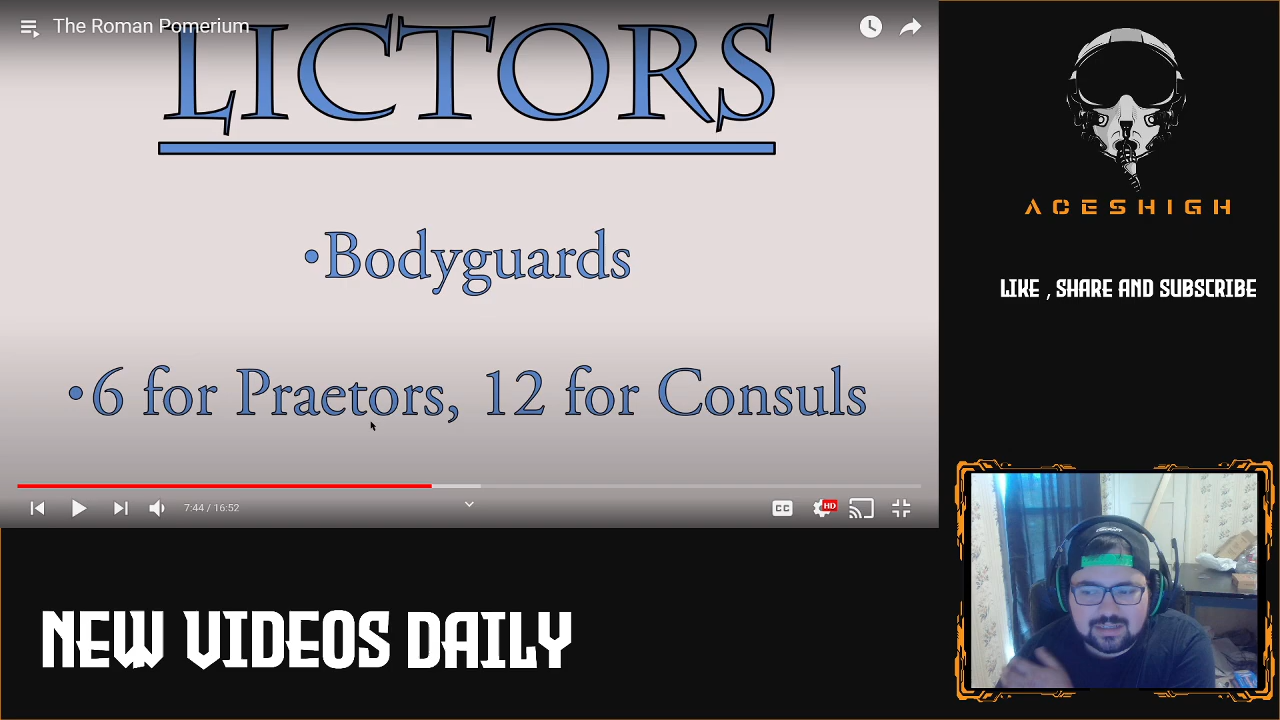 The Roman Pomerium
LICTORS
•Bodyguards
•6 for Praetors, 12 for Consuls
7:44 / 16:52
CC
HD
ACESHIGH
LIKE , SHARE AND SUBSCRIBE
NEW VIDEOS DAILY